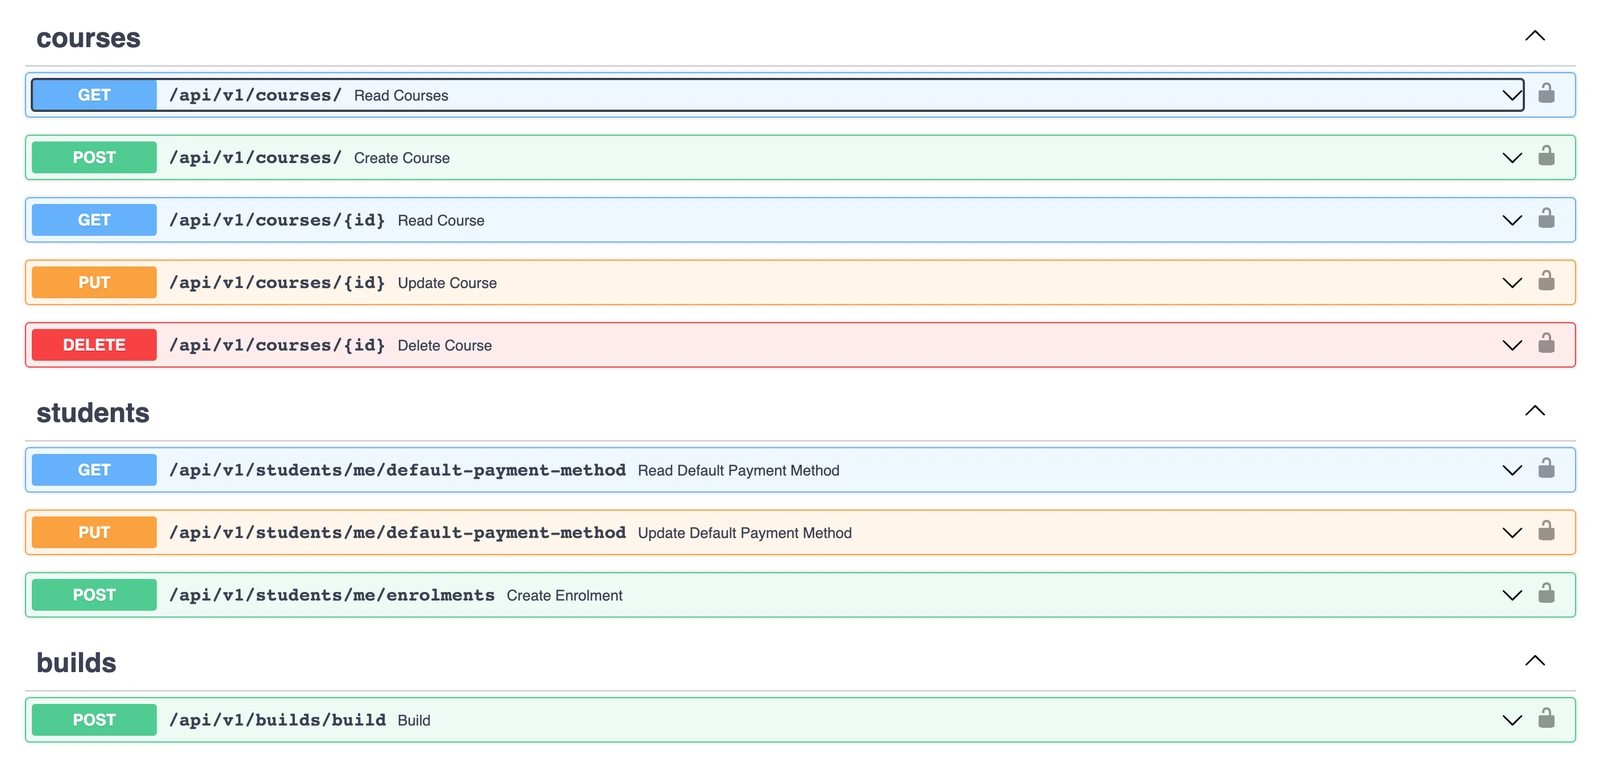 courses
GET /api/v1/courses/ Read Courses
POST /api/v1/courses/ Create Course
GET /api/v1/courses/{id} Read Course
PUT /api/v1/courses/{id} Update Course
DELETE /api/v1/courses/{id} Delete Course
students
GET /api/v1/students/me/default-payment-method Read Default Payment Method
PUT /api/v1/students/me/default-payment-method Update Default Payment Method
POST /api/v1/students/me/enrolments Create Enrolment
builds
POST /api/v1/builds/build Build